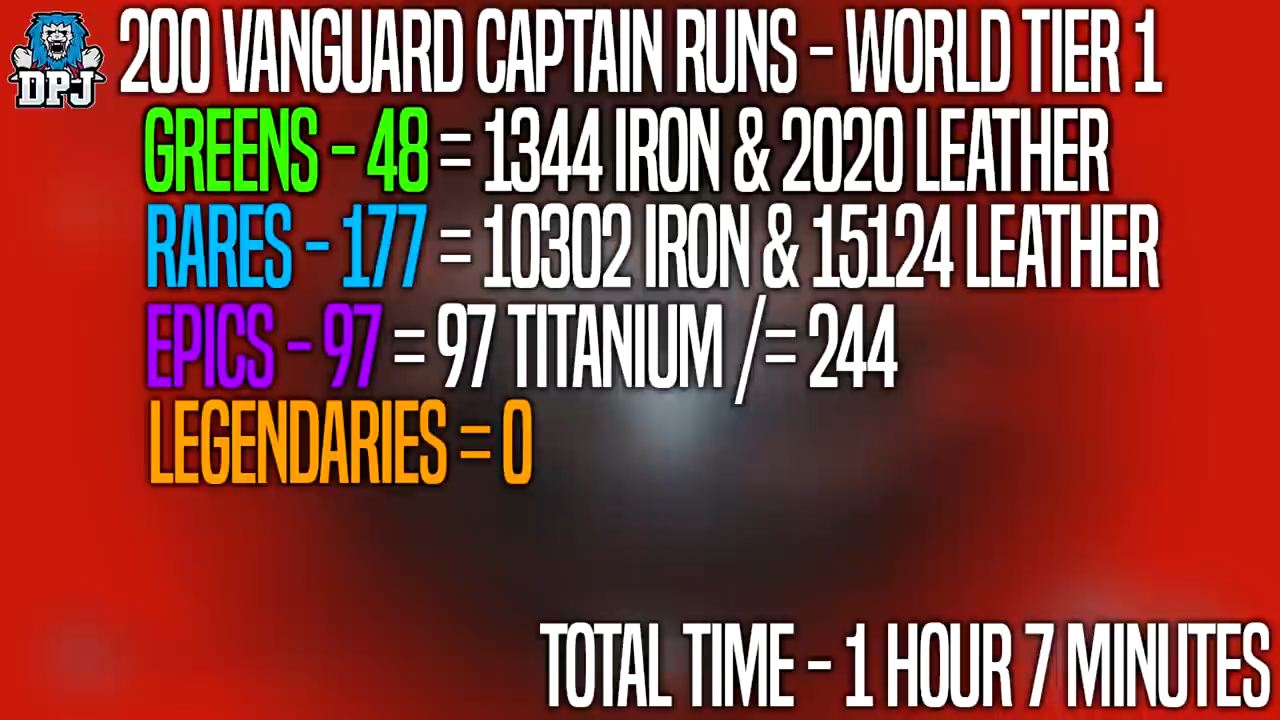 DPJ
200 VANGUARD CAPTAIN RUNS - WORLD TIER 1
GREENS - 48 = 1344 IRON & 2020 LEATHER
RARES - 177 = 10302 IRON & 15124 LEATHER
EPICS - 97 = 97 TITANIUM /= 244
LEGENDARIES = 0
TOTAL TIME - 1 HOUR 7 MINUTES